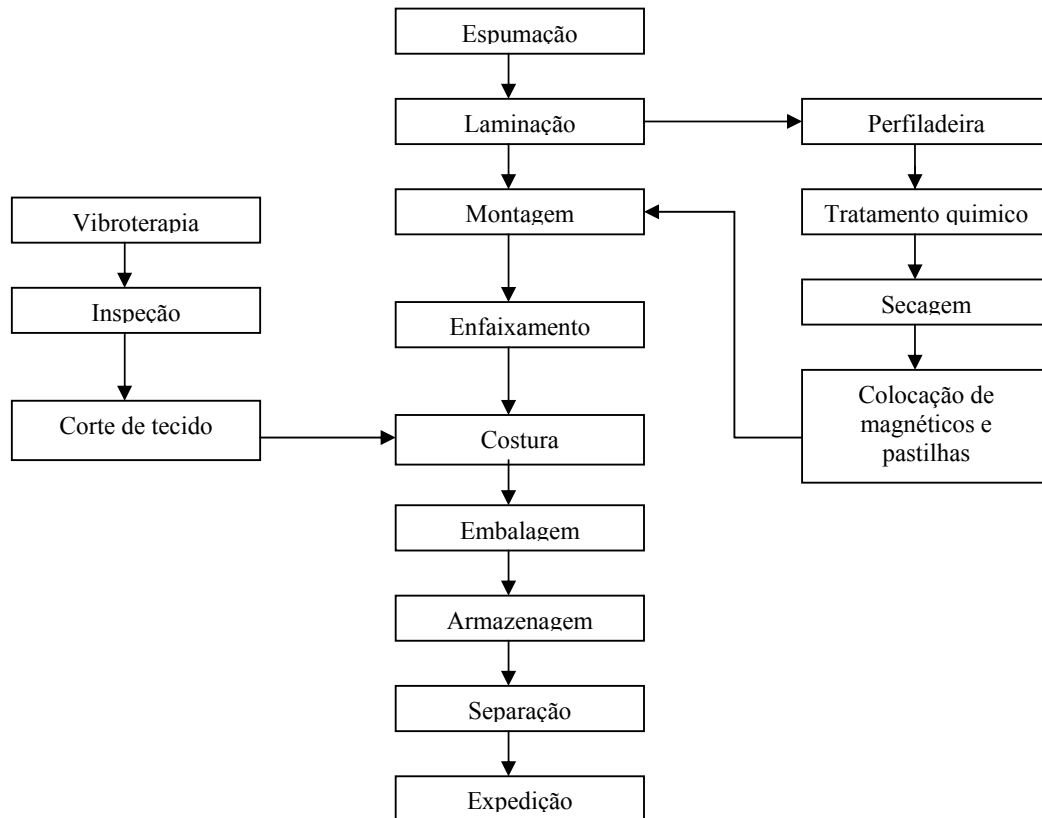 Espumação
Laminação
Perfiladeira
Montagem
Tratamento quimico
Vibroterapia
Inspeção
Enfaixamento
Secagem
Corte de tecido
Costura
Colocação de
magnéticos e
pastilhas
Embalagem
Armazenagem
Separação
Expedição